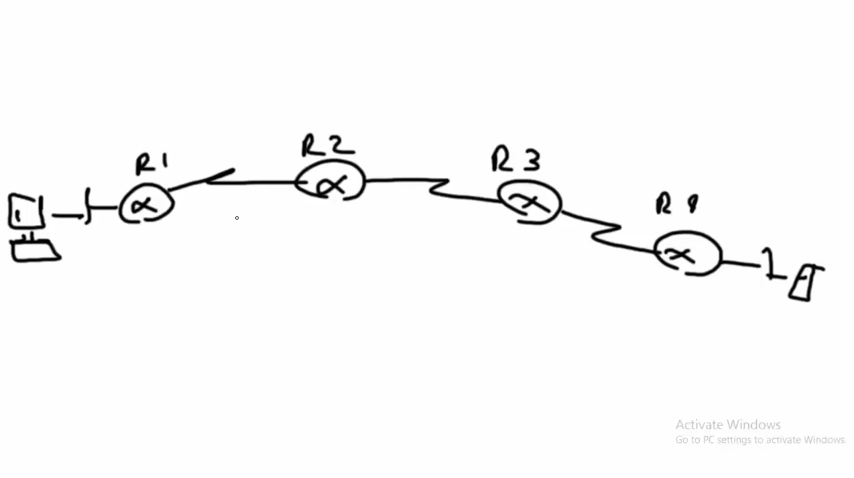 R1
R2
R3
R4
Activate Windows
Go to PC settings to activate Windows.